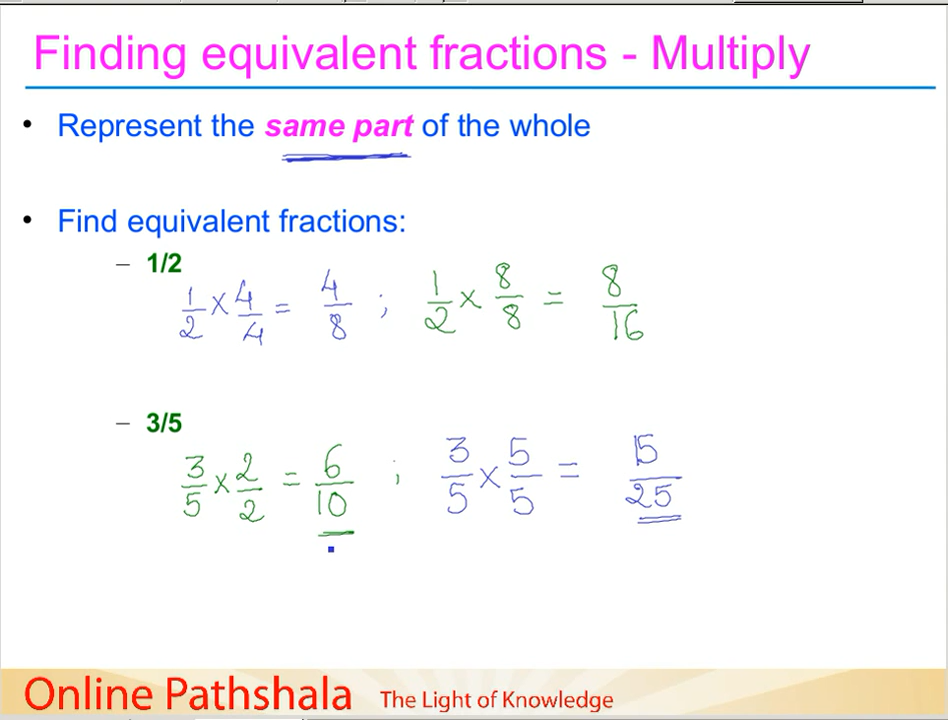 Finding equivalent fractions - Multiply
• Represent the same part of the whole
• Find equivalent fractions:
– 1/2
1/2 × 4/4 = 4/8 ; 1/2 × 8/8 = 8/16
– 3/5
3/5 × 2/2 = 6/10 ; 3/5 × 5/5 = 15/25
Online Pathshala The Light of Knowledge